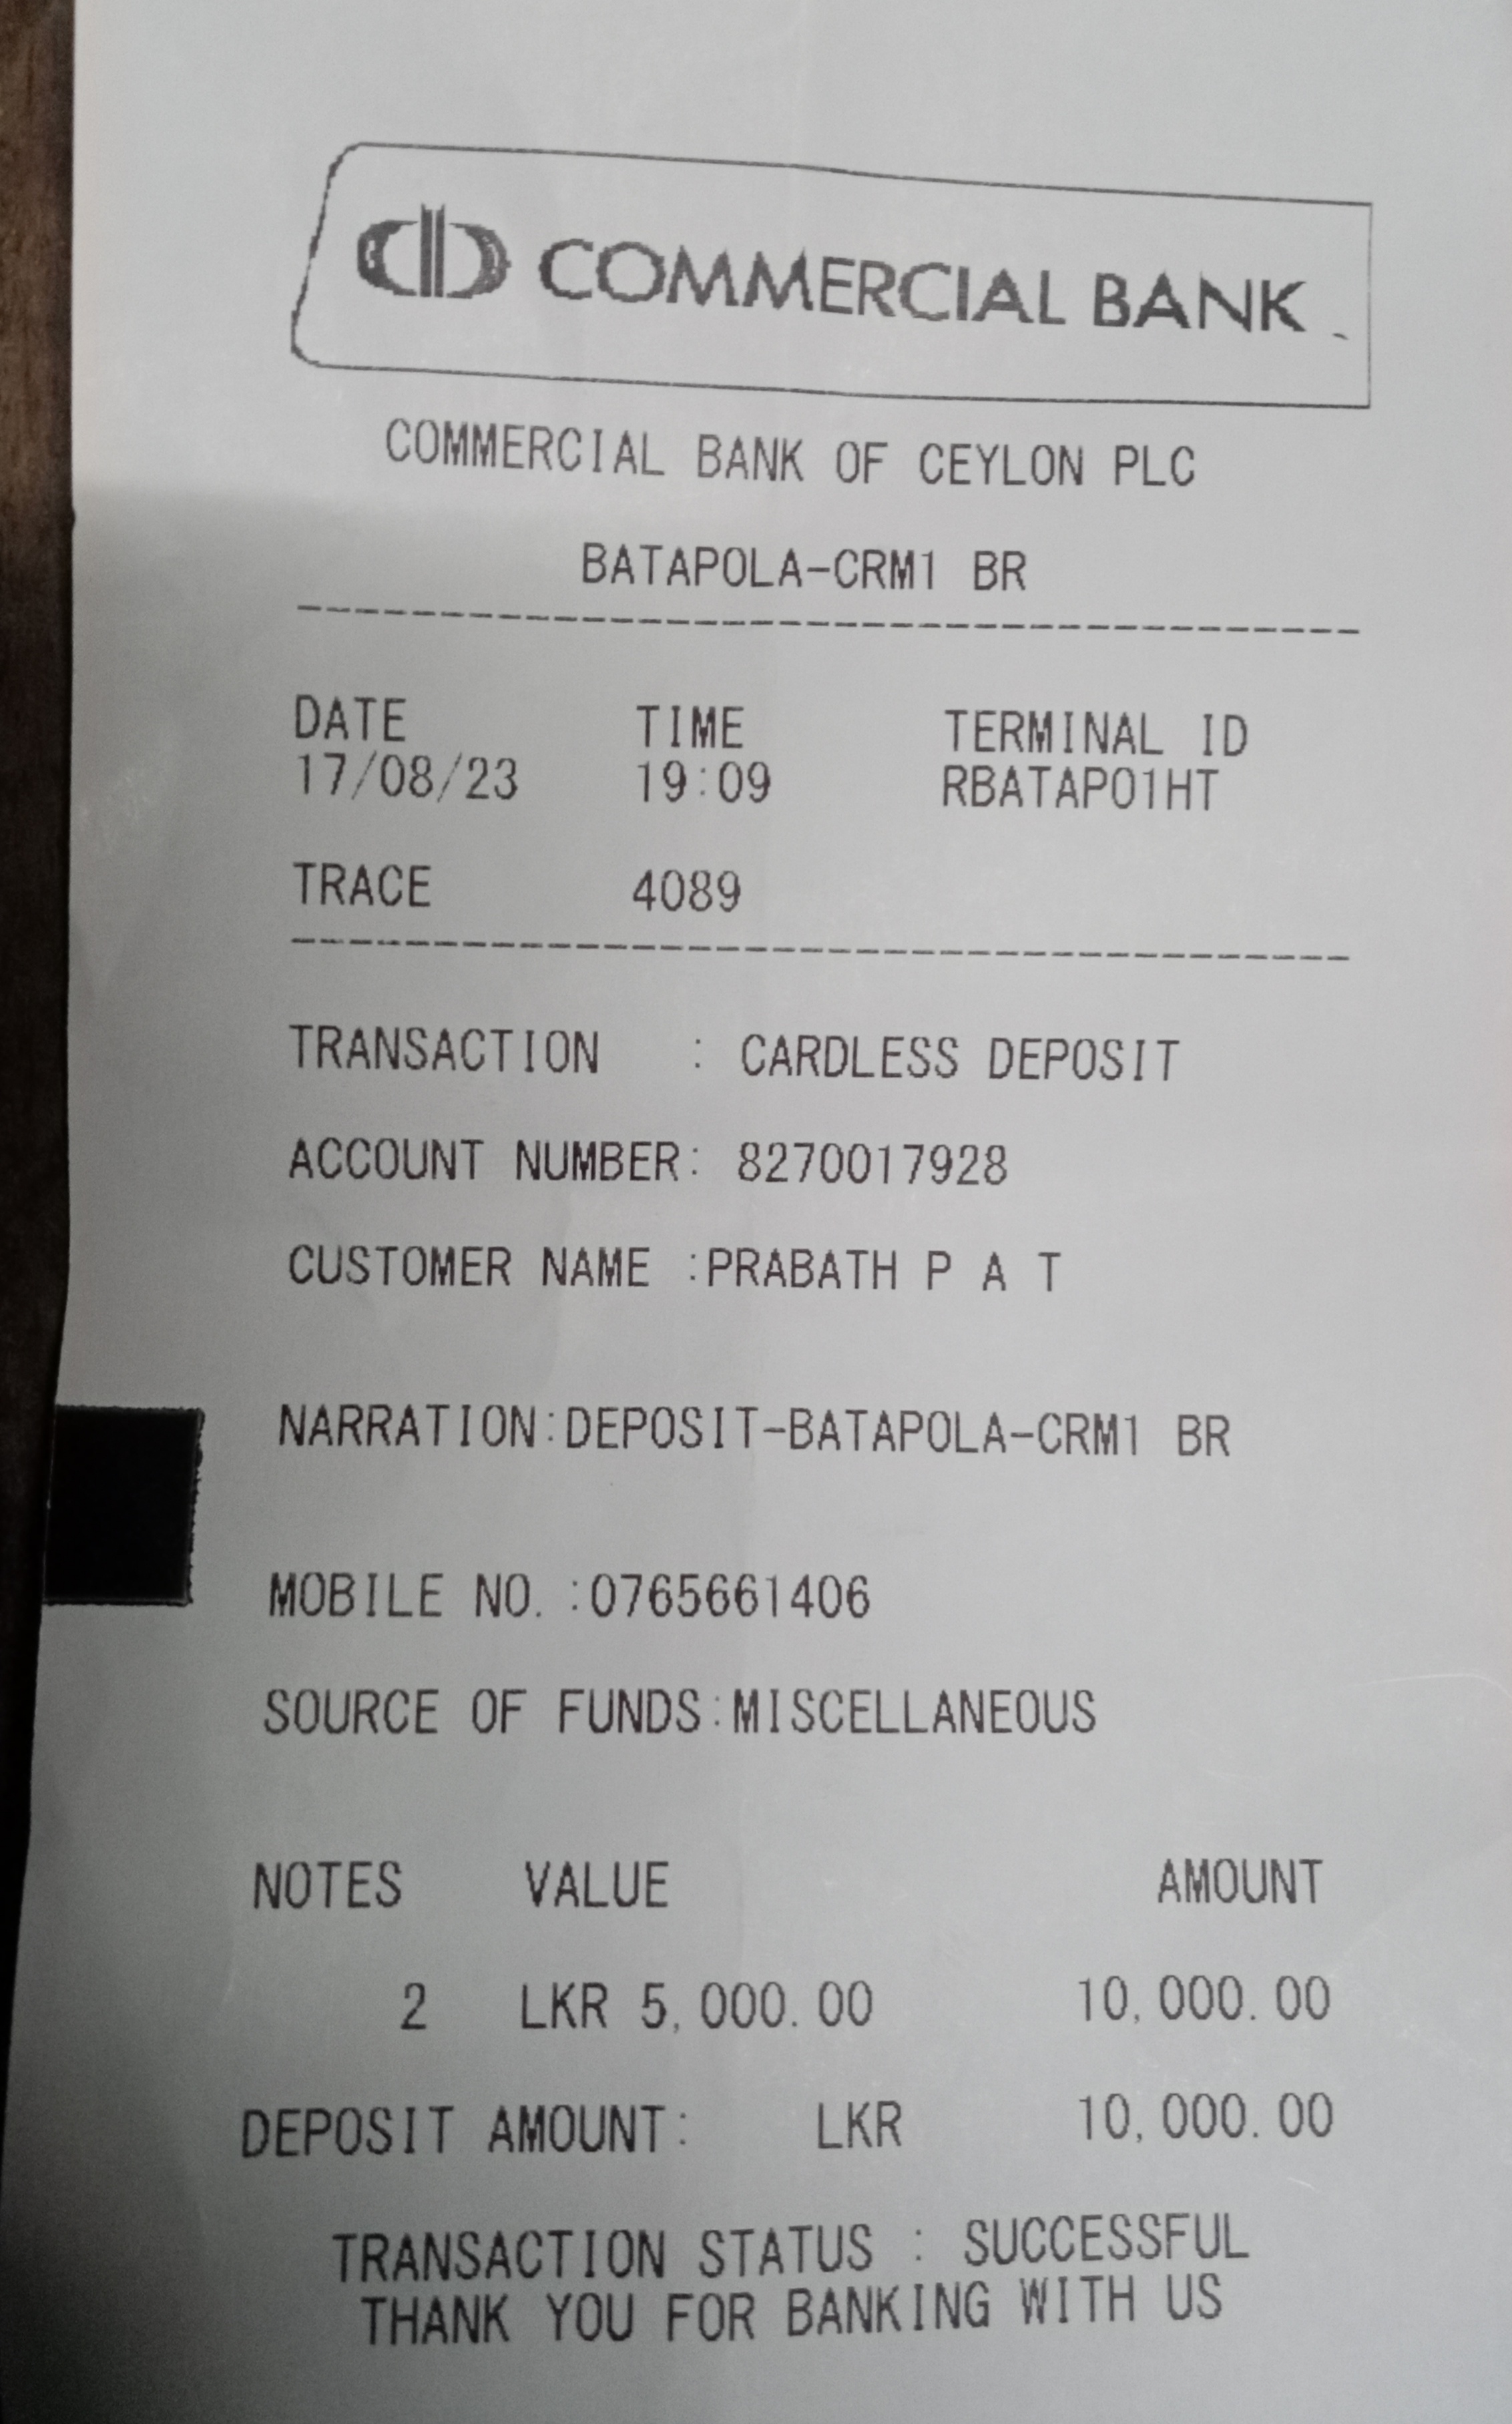 COMMERCIAL BANK
COMMERCIAL BANK OF CEYLON PLC
BATAPOLA-CRM1 BR
--------------------------------------
DATE TIME TERMINAL ID
17/08/23 19:09 RBATAP01HT
TRACE 4089
--------------------------------------
TRANSACTION : CARDLESS DEPOSIT
ACCOUNT NUMBER: 8270017928
CUSTOMER NAME :PRABATH P A T
NARRATION:DEPOSIT-BATAPOLA-CRM1 BR
MOBILE NO. :0765661406
SOURCE OF FUNDS:MISCELLANEOUS
NOTES VALUE AMOUNT
2 LKR 5,000.00 10,000.00
DEPOSIT AMOUNT: LKR 10,000.00
TRANSACTION STATUS : SUCCESSFUL
THANK YOU FOR BANKING WITH US